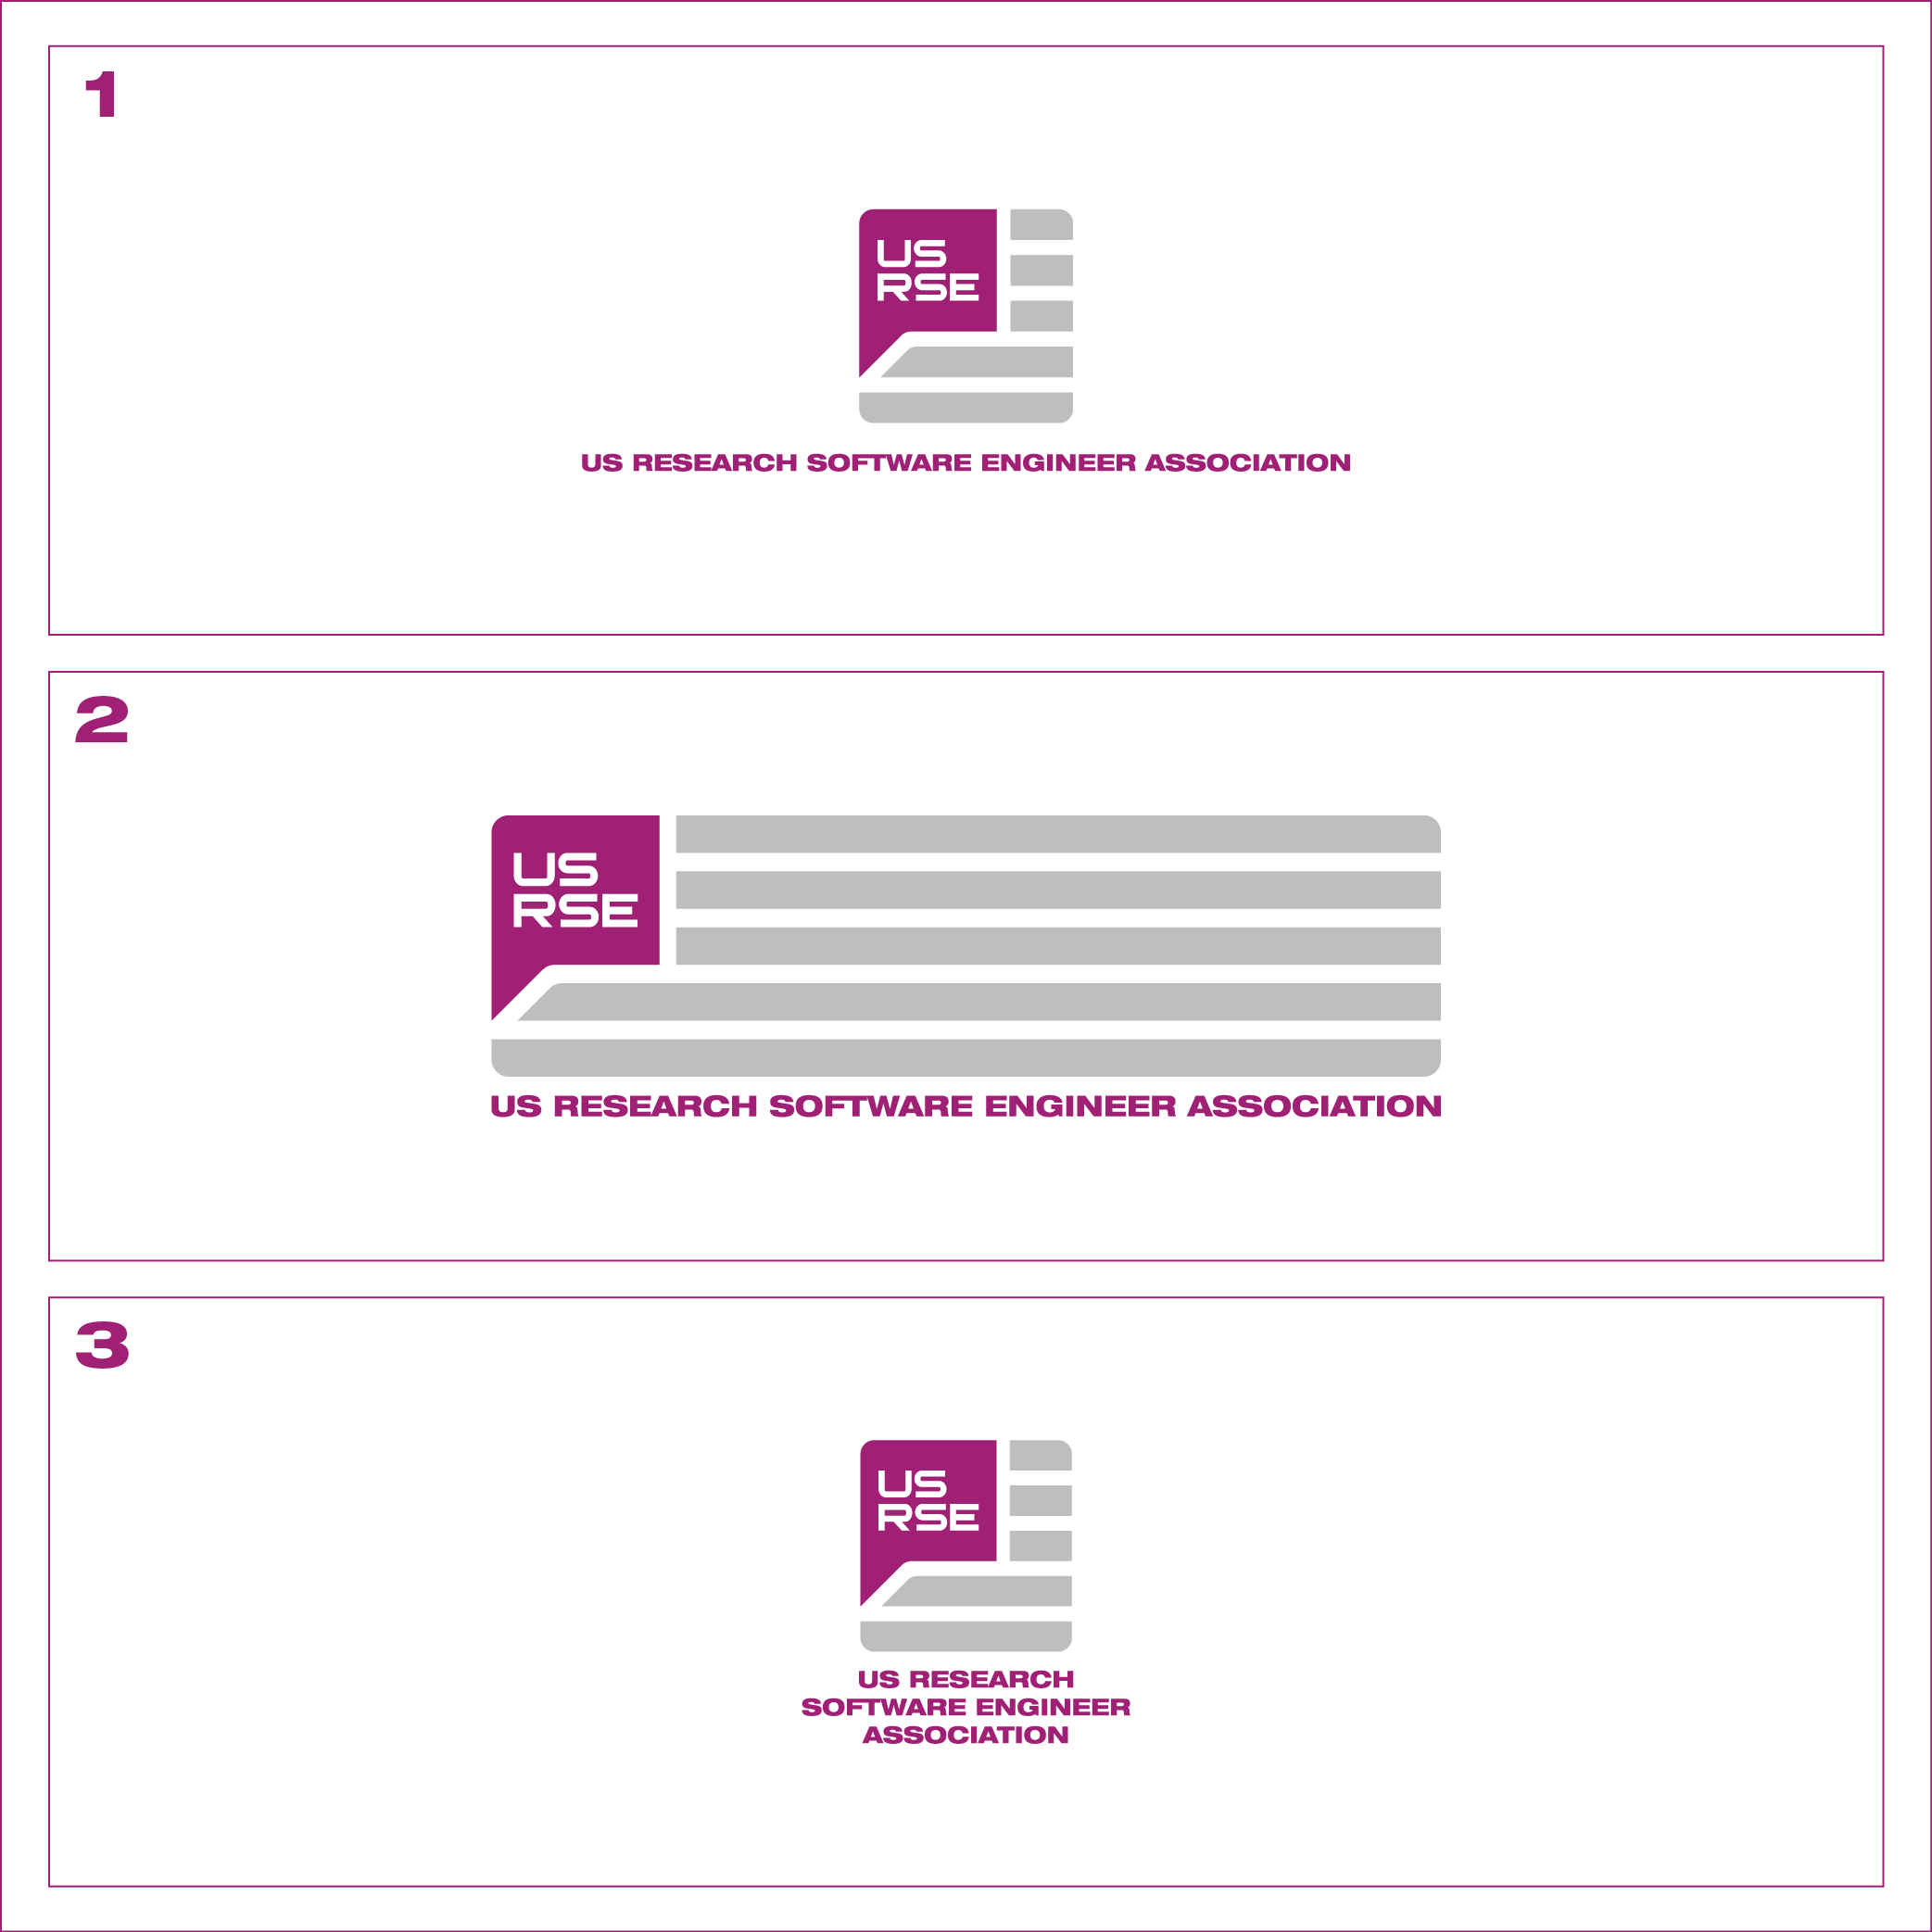 1
US
RSE
US RESEARCH SOFTWARE ENGINEER ASSOCIATION
2
US
RSE
US RESEARCH SOFTWARE ENGINEER ASSOCIATION
3
US
RSE
US RESEARCH
SOFTWARE ENGINEER
ASSOCIATION